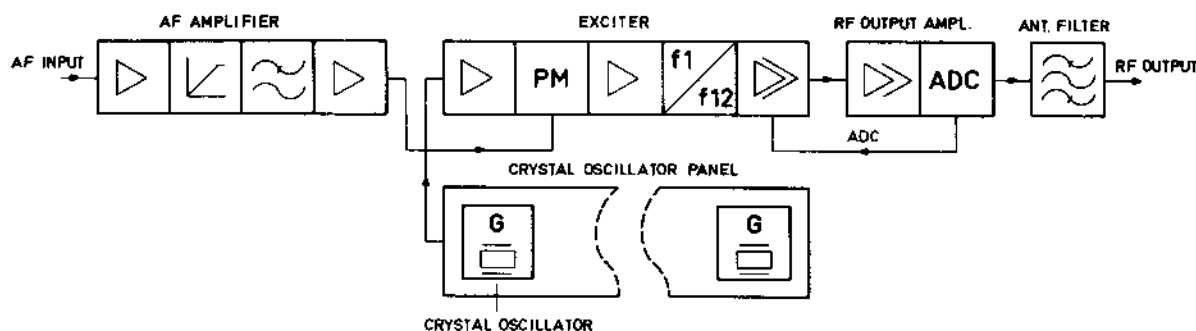 AF AMPLIFIER
EXCITER
RF OUTPUT AMPL.
ANT. FILTER
AF INPUT
PM
f1
f12
ADC
RF OUTPUT
ADC
CRYSTAL OSCILLATOR PANEL
G
G
CRYSTAL OSCILLATOR